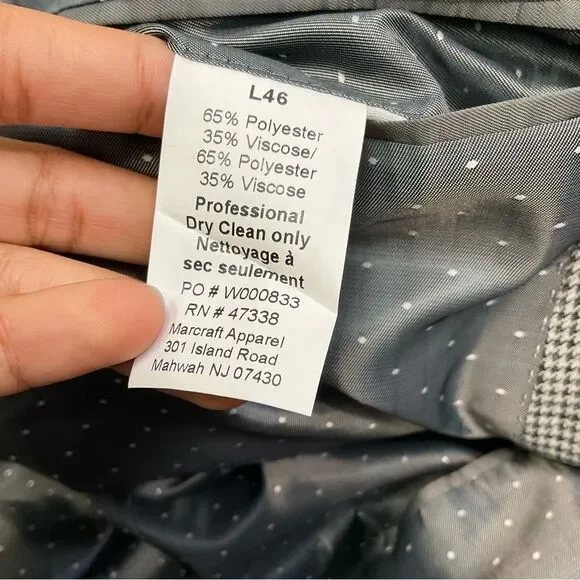 L46
65% Polyester
35% Viscose/
65% Polyester
35% Viscose
Professional
Dry Clean only
Nettoyage à
sec seulement
PO # W000833
RN # 47338
Marcraft Apparel
301 Island Road
Mahwah NJ 07430